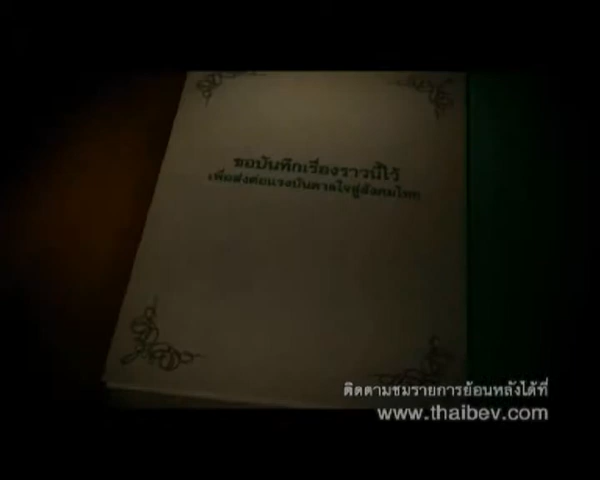 ขอบันทึกเรื่องราวนี้ไว้
เพื่อส่งต่อแรงบันดาลใจสู่สังคมไทย
ติดตามชมรายการย้อนหลังได้ที่
www.thaibev.com